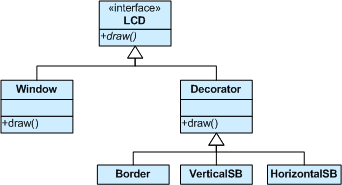 «interface»
LCD
+draw()
Window
Decorator
+draw()
+draw()
Border
VerticalSB
HorizontalSB